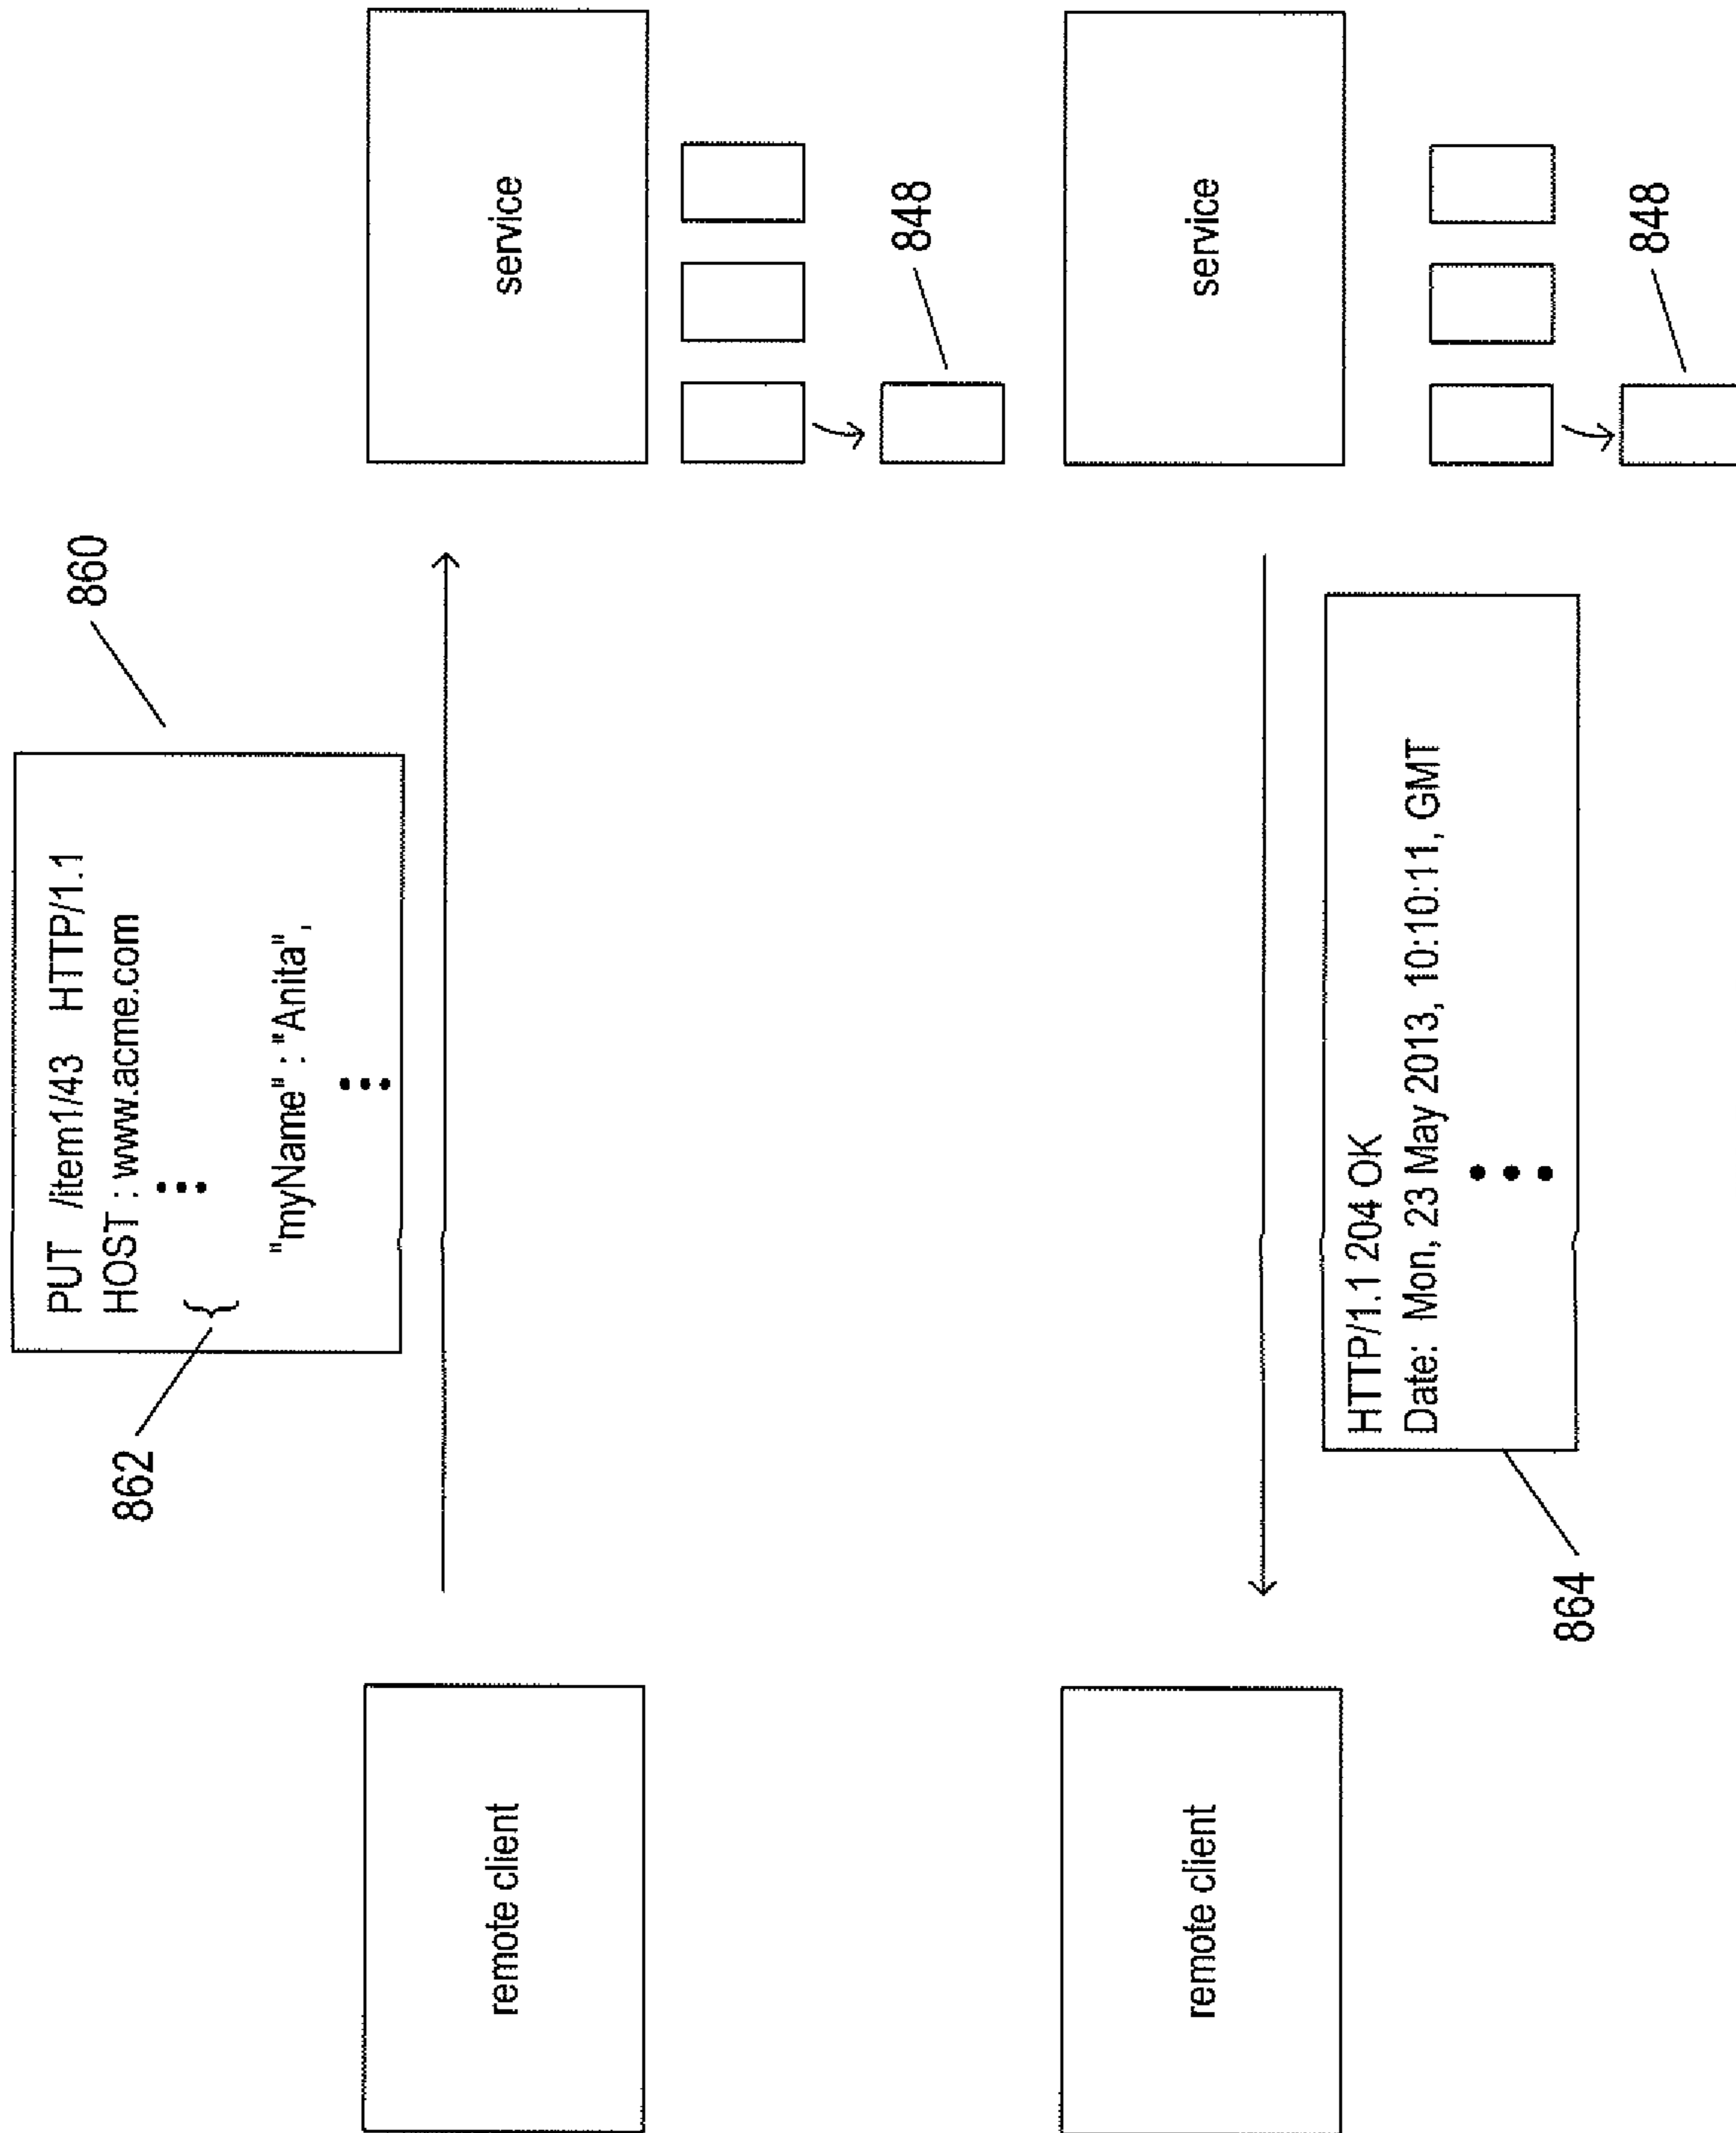 860
PUT /item1/43 HTTP/1.1
HOST : www.acme.com
862
{
"myName" : "Anita",
remote client
service
848
remote client
service
HTTP/1.1 204 OK
Date: Mon, 23 May 2013, 10:10:11, GMT
864
848